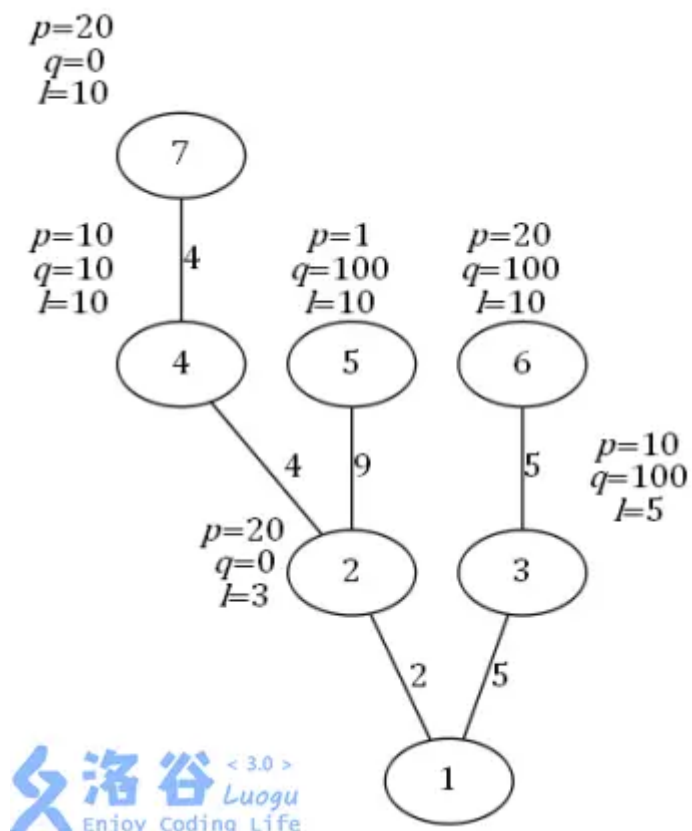 p=20
q=0
l=10
7
p=10
q=10
l=10
4
p=1
q=100
l=10
p=20
q=100
l=10
4
5
6
4
9
5
p=10
q=100
l=5
p=20
q=0
l=3
2
3
2
5
1
洛谷 < 3.0 >
Luogu
Enjoy Coding Life